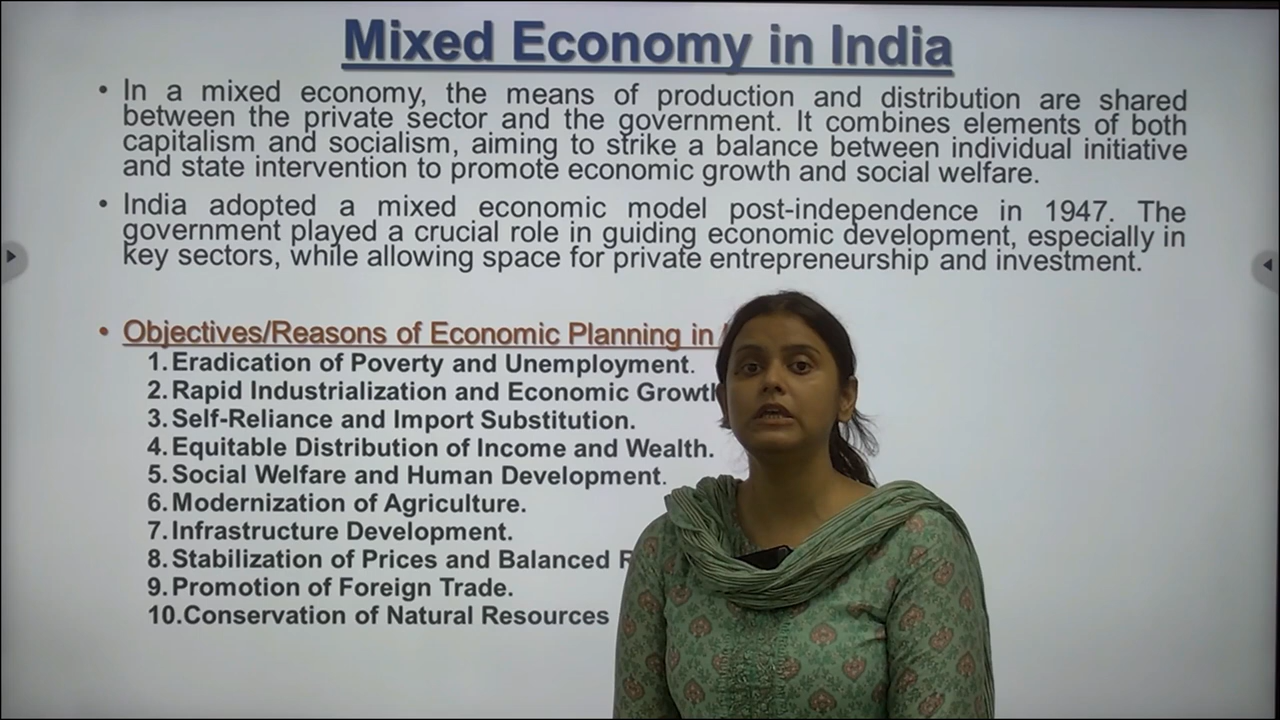 Mixed Economy in India
• In a mixed economy, the means of production and distribution are shared
between the private sector and the government. It combines elements of both
capitalism and socialism, aiming to strike a balance between individual initiative
and state intervention to promote economic growth and social welfare.
• India adopted a mixed economic model post-independence in 1947. The
government played a crucial role in guiding economic development, especially in
key sectors, while allowing space for private entrepreneurship and investment.
• Objectives/Reasons of Economic Planning in
1. Eradication of Poverty and Unemployment.
2. Rapid Industrialization and Economic Growth
3. Self-Reliance and Import Substitution.
4. Equitable Distribution of Income and Wealth.
5. Social Welfare and Human Development.
6. Modernization of Agriculture.
7. Infrastructure Development.
8. Stabilization of Prices and Balanced
9. Promotion of Foreign Trade.
10.Conservation of Natural Resources